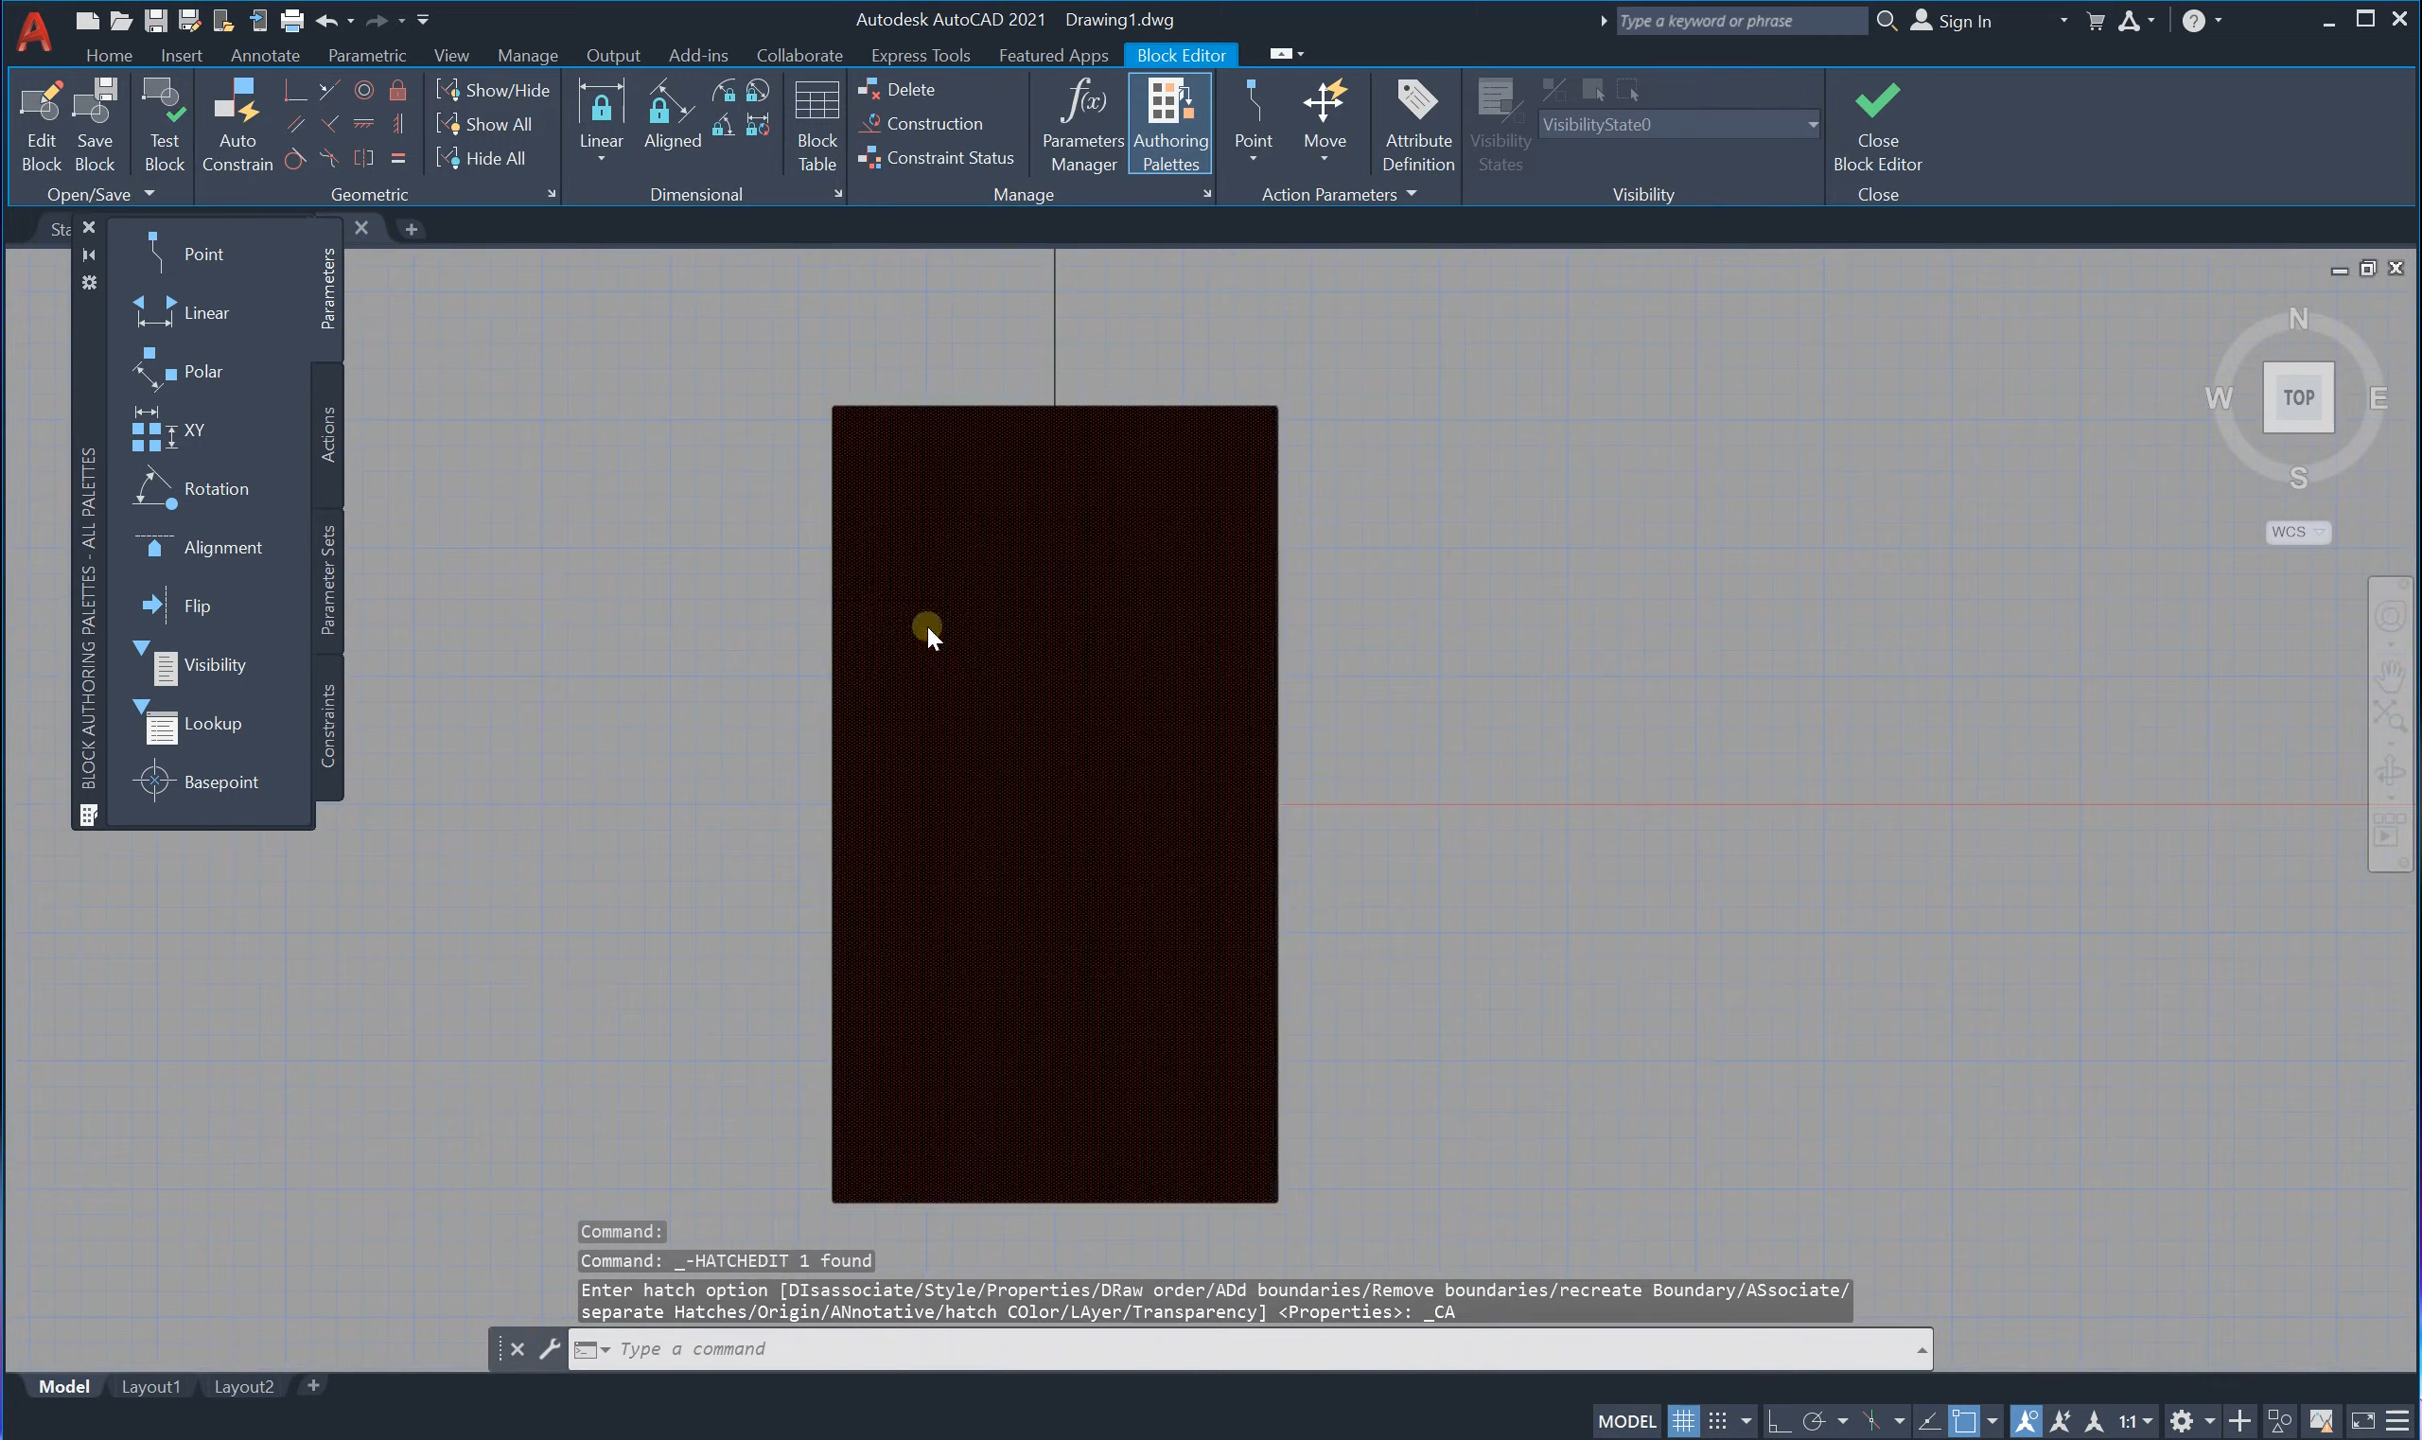 Autodesk AutoCAD 2021 Drawing1.dwg
Type a keyword or phrase
Sign In
Home Insert Annotate Parametric View Manage Output Add-ins Collaborate Express Tools Featured Apps Block Editor
Edit
Block
Save
Block
Test
Block
Open/Save
Auto
Constrain
Show/Hide
Show All
Hide All
Geometric
Linear
Aligned
Block
Table
Dimensional
Delete
Construction
Constraint Status
Parameters
Manager
Authoring
Palettes
Manage
Point
Move
Attribute
Definition
Action Parameters
Visibility
States
VisibilityState0
Visibility
Close
Block Editor
Close
Sta
Point
Linear
Polar
XY
Rotation
Alignment
Flip
Visibility
Lookup
Basepoint
Parameters
Actions
Parameter Sets
Constraints
BLOCK AUTHORING PALETTES - ALL PALETTES
N
W TOP E
S
WCS
Command:
Command: _-HATCHEDIT 1 found
Enter hatch option [DIsassociate/Style/Properties/DRaw order/ADd boundaries/Remove boundaries/recreate Boundary/ASsociate/
separate Hatches/Origin/ANnotative/hatch COlor/LAyer/Transparency] <Properties>: _CA
Type a command
Model Layout1 Layout2
MODEL 1:1